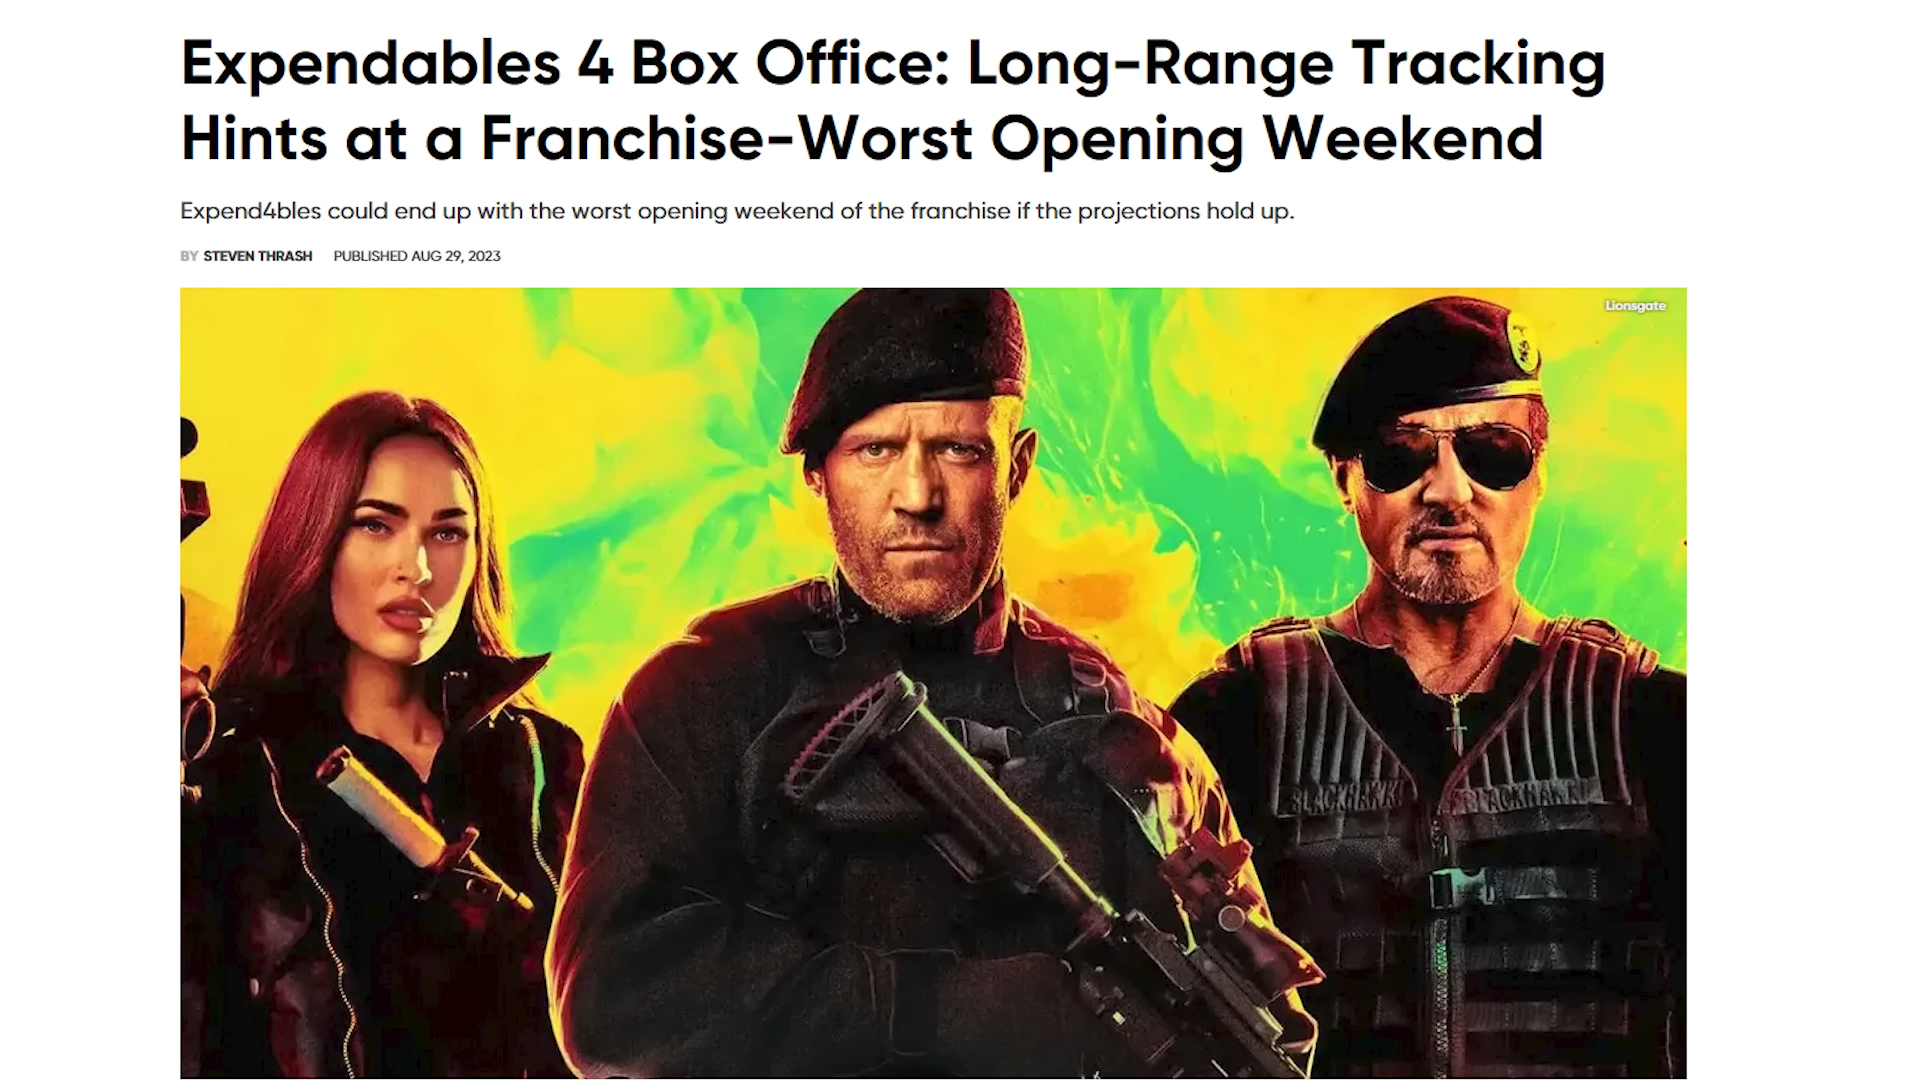 Expendables 4 Box Office: Long-Range Tracking
Hints at a Franchise-Worst Opening Weekend
Expend4bles could end up with the worst opening weekend of the franchise if the projections hold up.
BY STEVEN THRASH PUBLISHED AUG 29, 2023
Lionsgate
BLACKHAWK! BLACKHAWK!